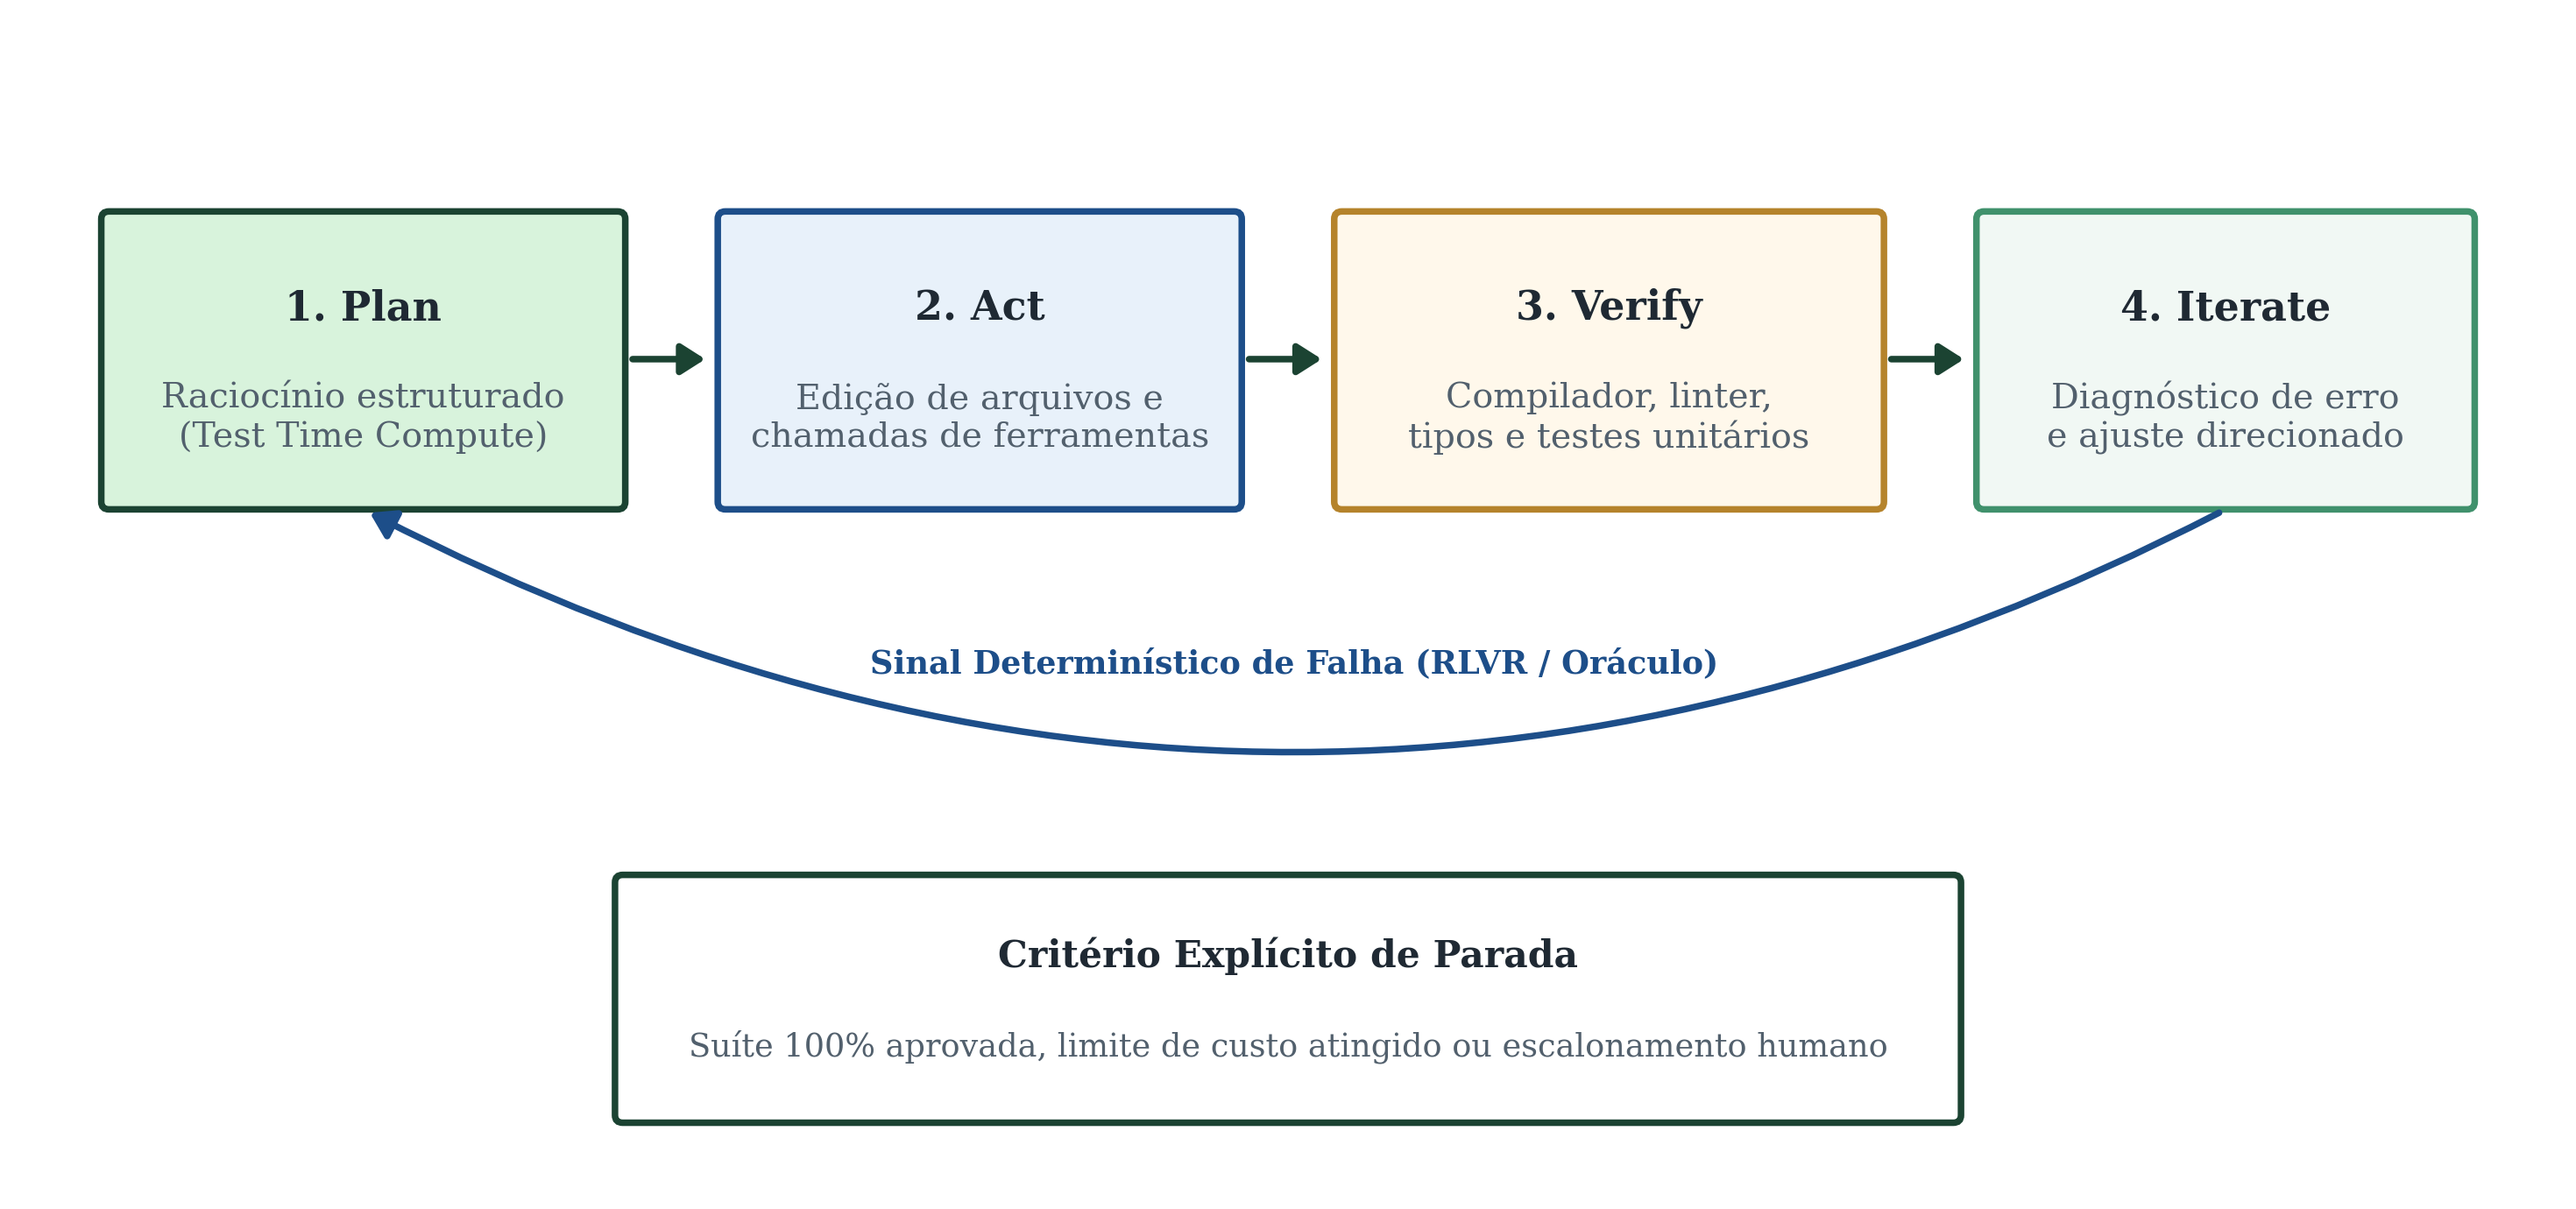 1. Plan
Raciocínio estruturado
(Test Time Compute)
2. Act
Edição de arquivos e
chamadas de ferramentas
3. Verify
Compilador, linter,
tipos e testes unitários
4. Iterate
Diagnóstico de erro
e ajuste direcionado
Sinal Determinístico de Falha (RLVR / Oráculo)
Critério Explícito de Parada
Suíte 100% aprovada, limite de custo atingido ou escalonamento humano